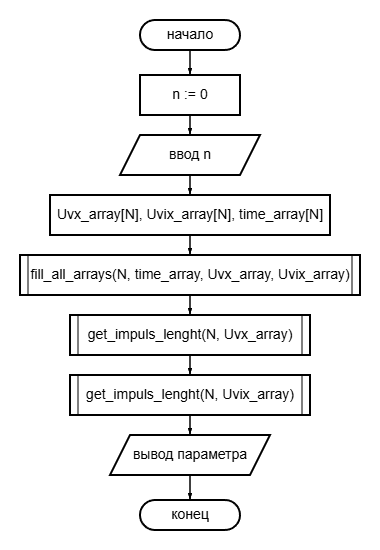 начало
n := 0
ввод n
Uvx_array[N], Uvix_array[N], time_array[N]
fill_all_arrays(N, time_array, Uvx_array, Uvix_array)
get_impuls_lenght(N, Uvx_array)
get_impuls_lenght(N, Uvix_array)
вывод параметра
конец